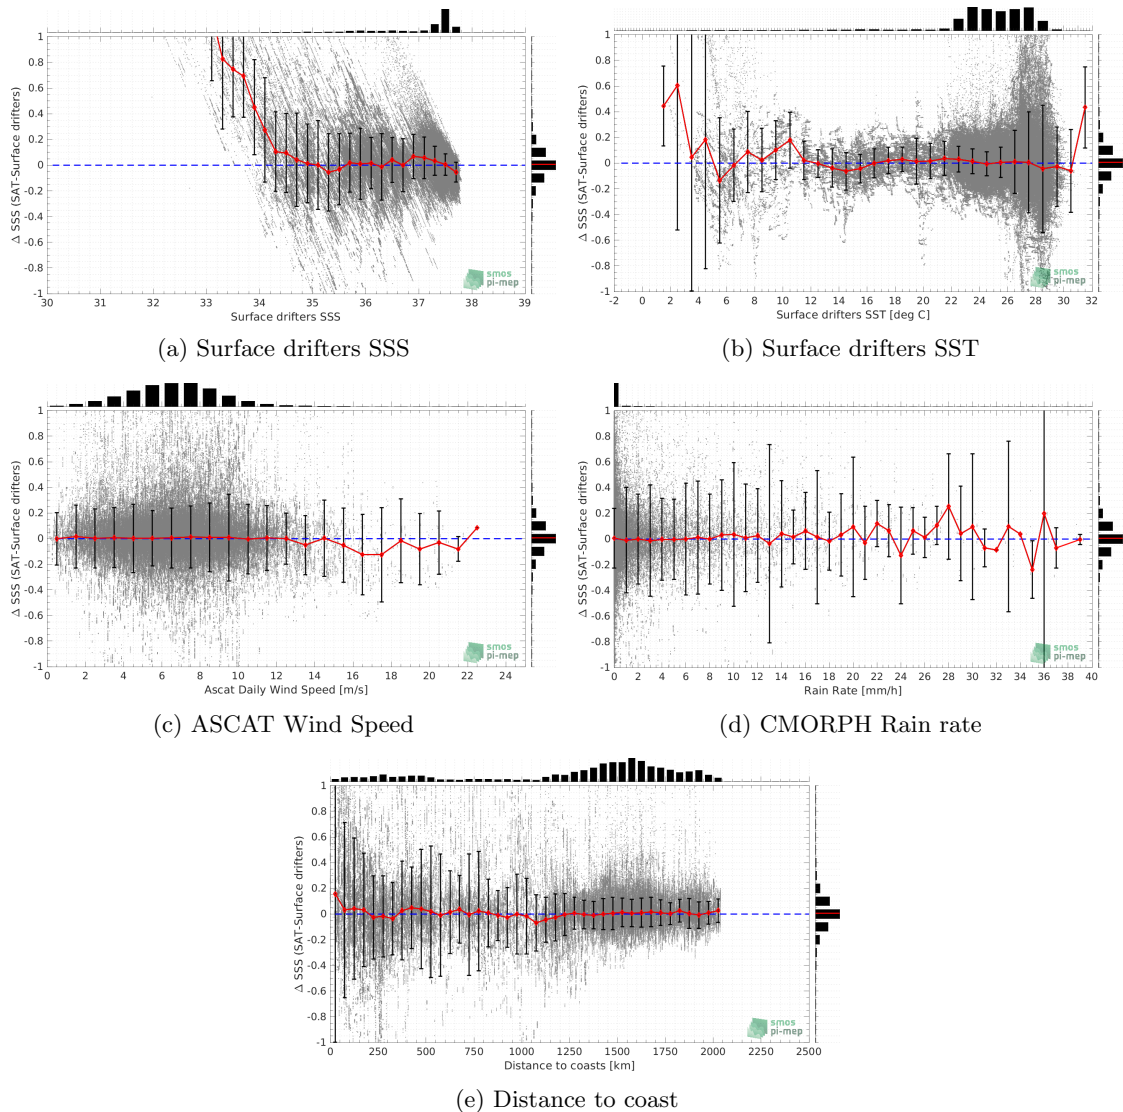 1
0.8
0.6
0.4
0.2
0
-0.2
-0.4
-0.6
-0.8
-1
Δ SSS (SAT-Surface drifters)
30 31 32 33 34 35 36 37 38 39
Surface drifters SSS
smos
pi-mep
(a) Surface drifters SSS
1
0.8
0.6
0.4
0.2
0
-0.2
-0.4
-0.6
-0.8
-1
Δ SSS (SAT-Surface drifters)
-2 0 2 4 6 8 10 12 14 16 18 20 22 24 26 28 30 32
Surface drifters SST [deg C]
smos
pi-mep
(b) Surface drifters SST
1
0.8
0.6
0.4
0.2
0
-0.2
-0.4
-0.6
-0.8
-1
Δ SSS (SAT-Surface drifters)
0 2 4 6 8 10 12 14 16 18 20 22 24
Ascat Daily Wind Speed [m/s]
smos
pi-mep
(c) ASCAT Wind Speed
1
0.8
0.6
0.4
0.2
0
-0.2
-0.4
-0.6
-0.8
-1
Δ SSS (SAT-Surface drifters)
0 2 4 6 8 10 12 14 16 18 20 22 24 26 28 30 32 34 36 38 40
Rain Rate [mm/h]
smos
pi-mep
(d) CMORPH Rain rate
1
0.8
0.6
0.4
0.2
0
-0.2
-0.4
-0.6
-0.8
-1
Δ SSS (SAT-Surface drifters)
0 250 500 750 1000 1250 1500 1750 2000 2250 2500
Distance to coasts [km]
smos
pi-mep
(e) Distance to coast